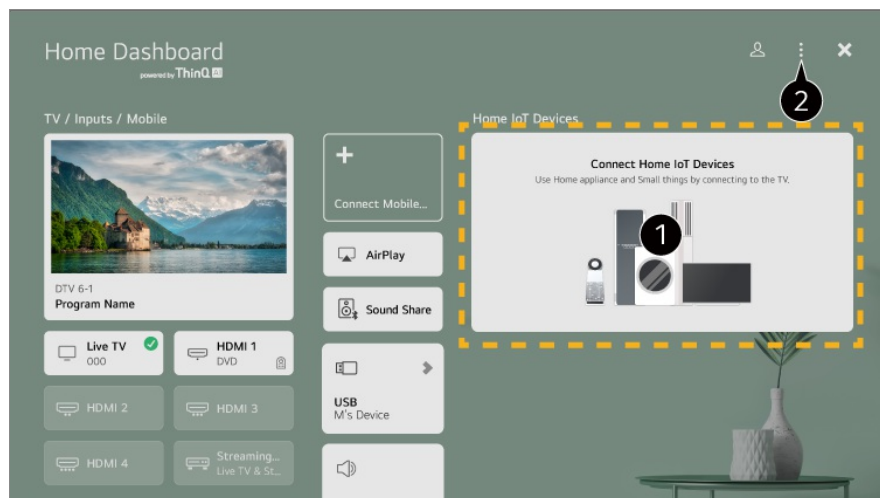 Home Dashboard
powered by ThinQ AI
2
TV / Inputs / Mobile
Home IoT Devices
DTV 6-1
Program Name
Live TV
000
HDMI 1
DVD
HDMI 2
HDMI 3
HDMI 4
Streaming...
Live TV & St...
+
Connect Mobile...
AirPlay
Sound Share
USB
M's Device
Connect Home IoT Devices
Use Home appliance and Small things by connecting to the TV.
1